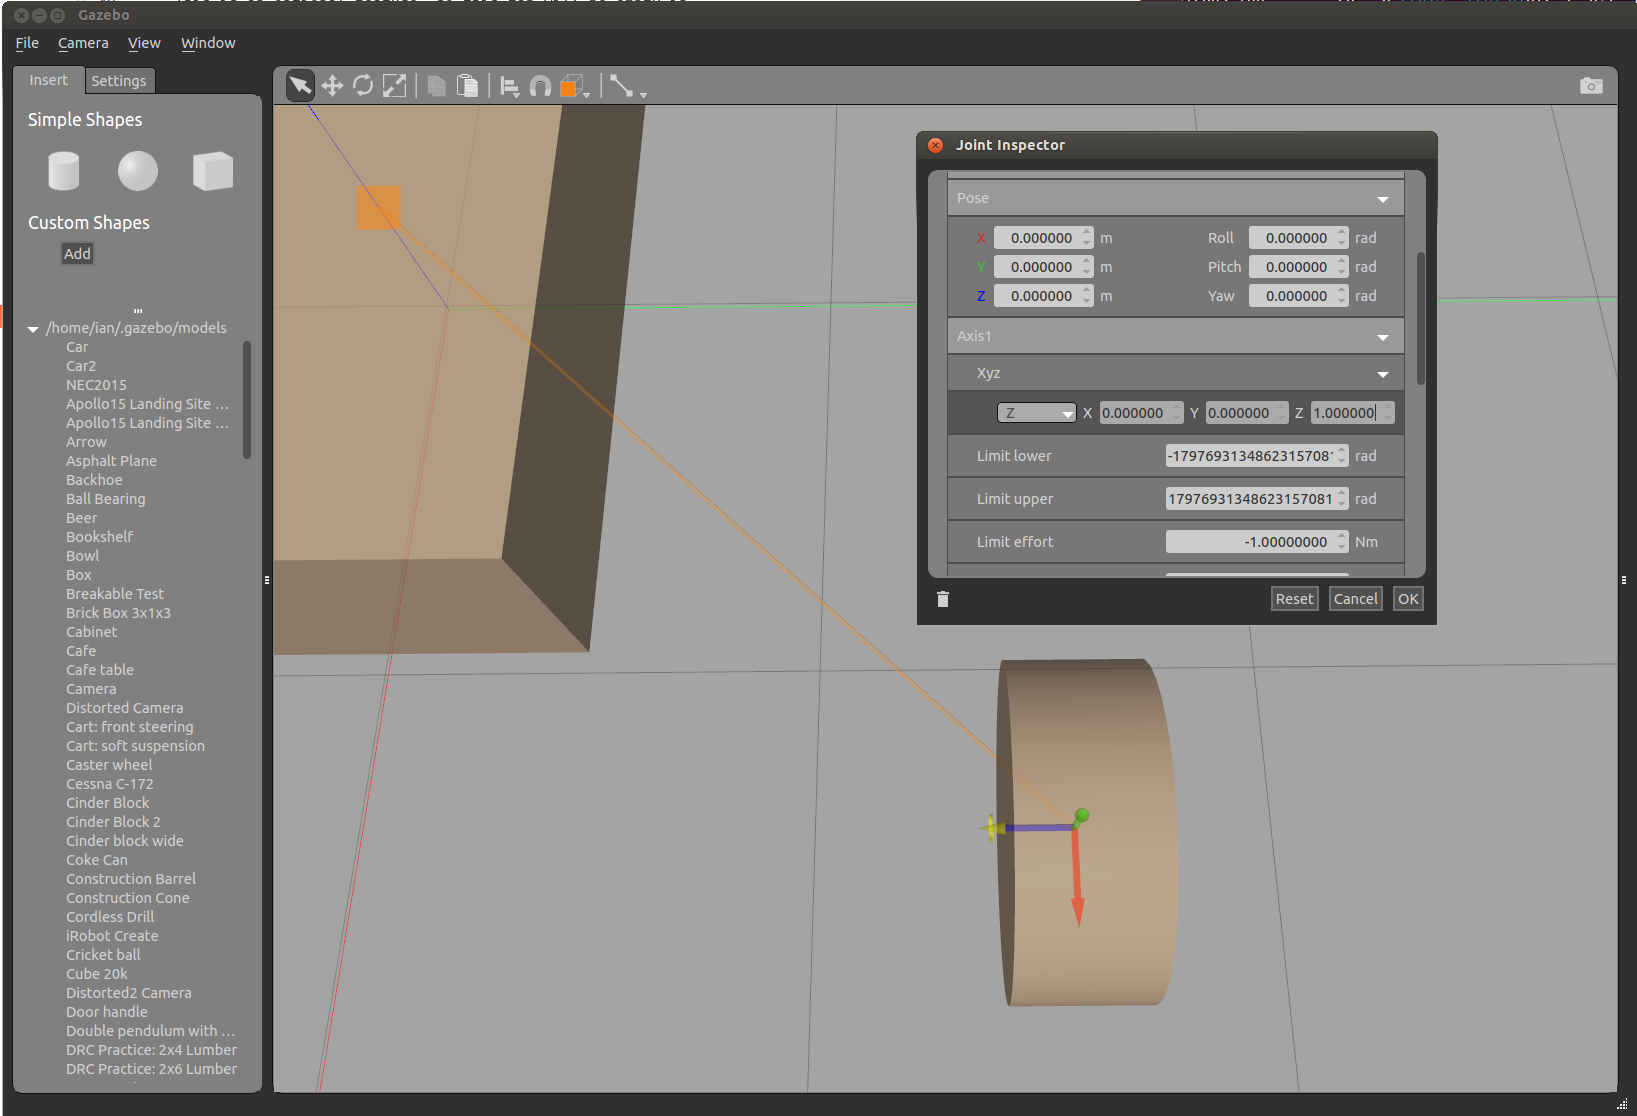 Gazebo
File Camera View Window
Insert Settings
Simple Shapes
Custom Shapes
Add
/home/ian/.gazebo/models
Car
Car2
NEC2015
Apollo15 Landing Site ...
Apollo15 Landing Site ...
Arrow
Asphalt Plane
Backhoe
Ball Bearing
Beer
Bookshelf
Bowl
Box
Breakable Test
Brick Box 3x1x3
Cabinet
Cafe
Cafe table
Camera
Distorted Camera
Cart: front steering
Cart: soft suspension
Caster wheel
Cessna C-172
Cinder Block
Cinder Block 2
Cinder block wide
Coke Can
Construction Barrel
Construction Cone
Cordless Drill
iRobot Create
Cricket ball
Cube 20k
Distorted2 Camera
Door handle
Double pendulum with ...
DRC Practice: 2x4 Lumber
DRC Practice: 2x6 Lumber
Joint Inspector
Pose
X 0.000000 m Roll 0.000000 rad
Y 0.000000 m Pitch 0.000000 rad
Z 0.000000 m Yaw 0.000000 rad
Axis1
Xyz
Z X 0.000000 Y 0.000000 Z 1.000000
Limit lower -17976931348623157081 rad
Limit upper 17976931348623157081 rad
Limit effort -1.00000000 Nm
Reset Cancel OK